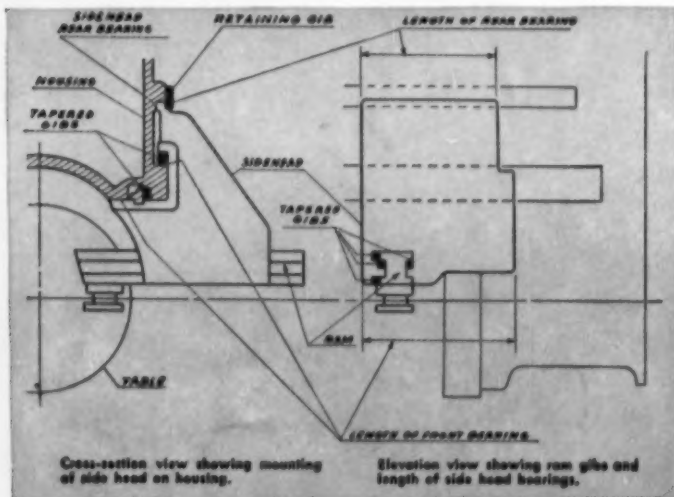 SIDEHEAD
REAR BEARING
RETAINING GIB
LENGTH OF REAR BEARING
HOUSING
TAPERED
GIBS
SIDEHEAD
TAPERED
GIBS
RAM
TABLE
LENGTH OF FRONT BEARING
Cross-section view showing mounting
of side head on housing.
Elevation view showing ram gibs and
length of side head bearings.